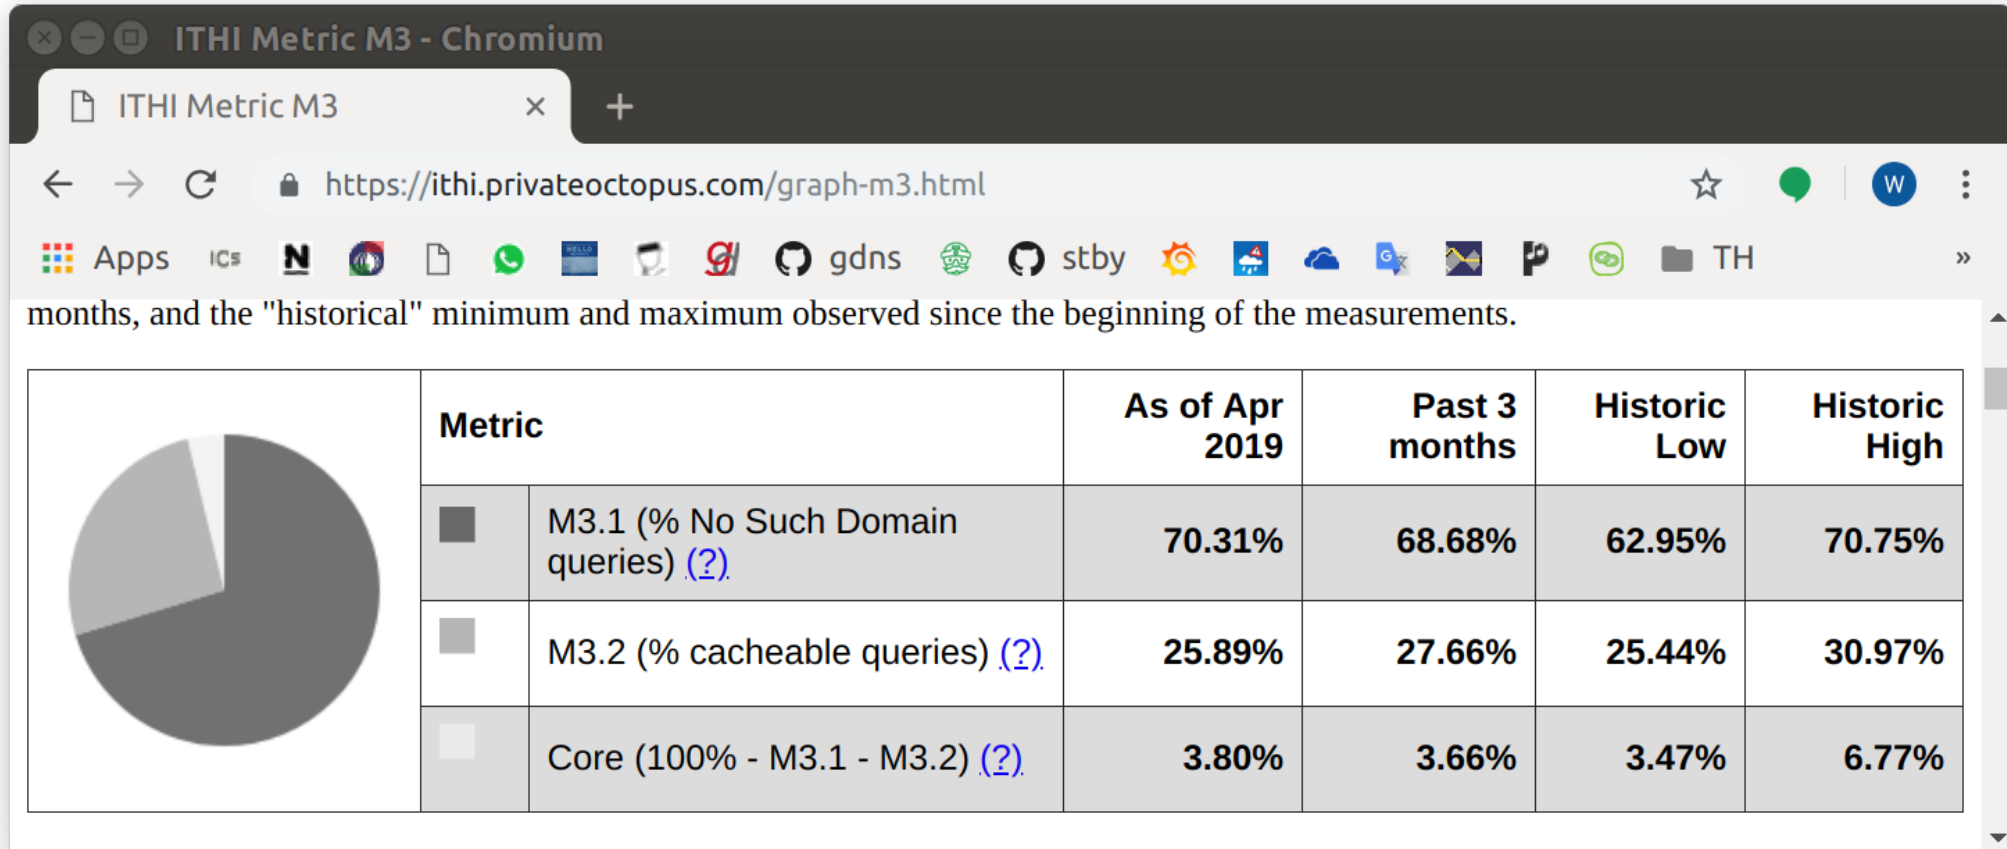 ITHI Metric M3 - Chromium
ITHI Metric M3
https://ithi.privateoctopus.com/graph-m3.html
W
Apps
ICs
N
gdns
stby
TH
»
months, and the "historical" minimum and maximum observed since the beginning of the measurements.
Metric
As of Apr 2019
Past 3 months
Historic Low
Historic High
M3.1 (% No Such Domain
queries) (?)
70.31%
68.68%
62.95%
70.75%
M3.2 (% cacheable queries) (?)
25.89%
27.66%
25.44%
30.97%
Core (100% - M3.1 - M3.2) (?)
3.80%
3.66%
3.47%
6.77%